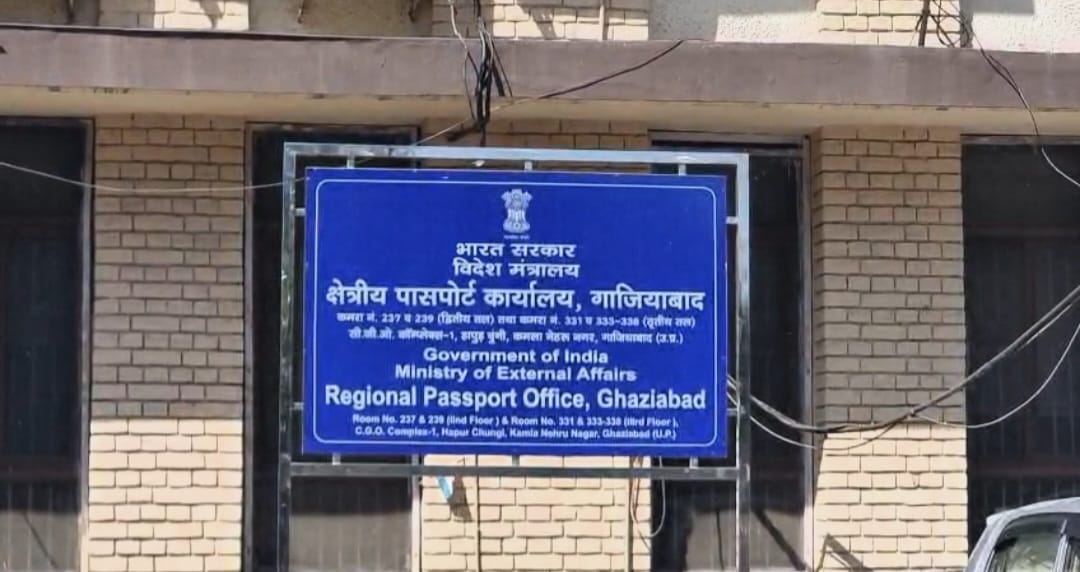 भारत सरकार
विदेश मंत्रालय
क्षेत्रीय पासपोर्ट कार्यालय, गाजियाबाद
कमरा नं. 237 व 239 (द्वितीय तल) तथा कमरा नं. 331 व 333-338 (तृतीय तल)
सी.जी.ओ. कॉम्पलेक्स-1, हापुड़ चुंगी, कमला नेहरू नगर, गाजियाबाद (उ.प्र.)
Government of India
Ministry of External Affairs
Regional Passport Office, Ghaziabad
Room No. 237 & 239 (IInd Floor) & Room No. 331 & 333-338 (IIIrd Floor),
C.G.O. Complex-1, Hapur Chungi, Kamla Nehru Nagar, Ghaziabad (U.P.)